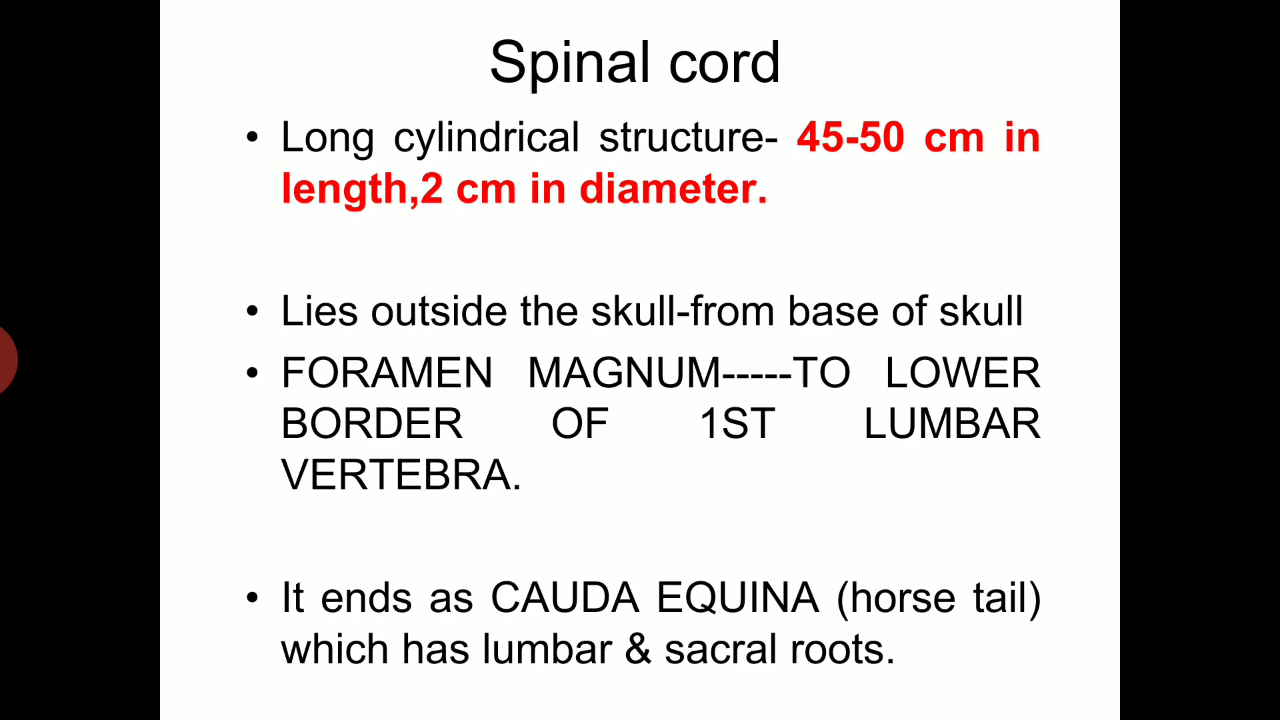 Spinal cord
• Long cylindrical structure- 45-50 cm in
length,2 cm in diameter.
• Lies outside the skull-from base of skull
• FORAMEN MAGNUM-----TO LOWER
BORDER OF 1ST LUMBAR
VERTEBRA.
• It ends as CAUDA EQUINA (horse tail)
which has lumbar & sacral roots.